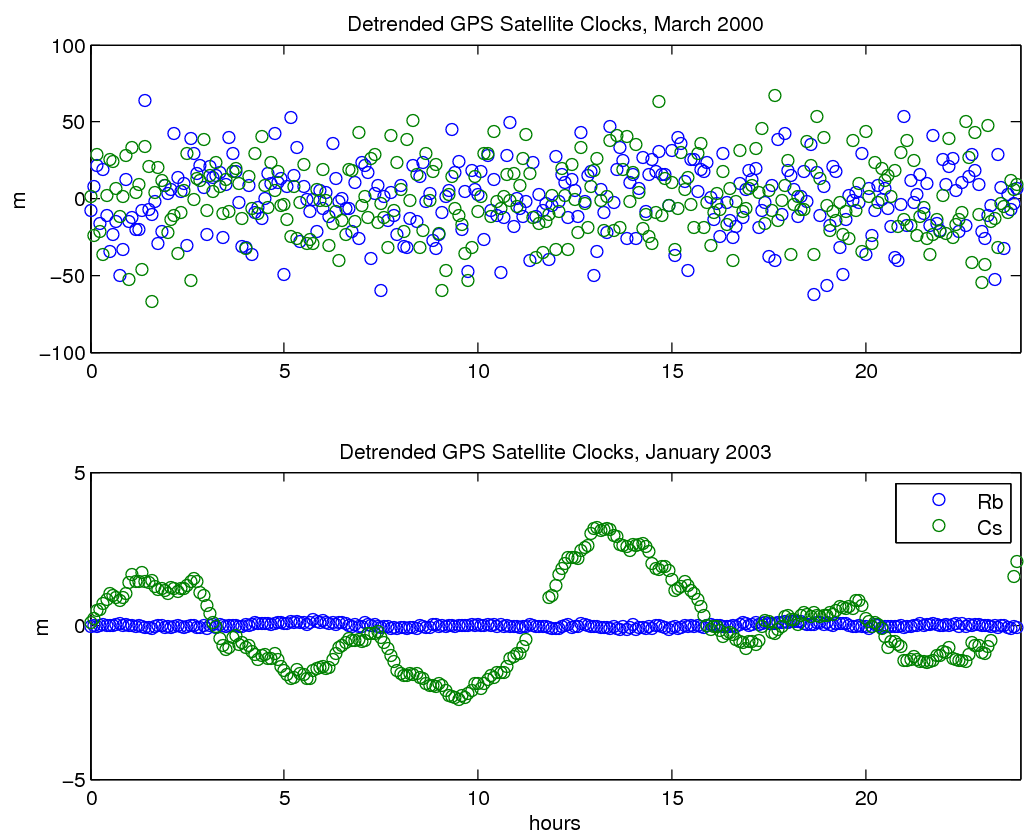 Detrended GPS Satellite Clocks, March 2000
100
50
0
−50
−100
m
0 5 10 15 20
Detrended GPS Satellite Clocks, January 2003
5
0
−5
m
Rb
Cs
0 5 10 15 20
hours